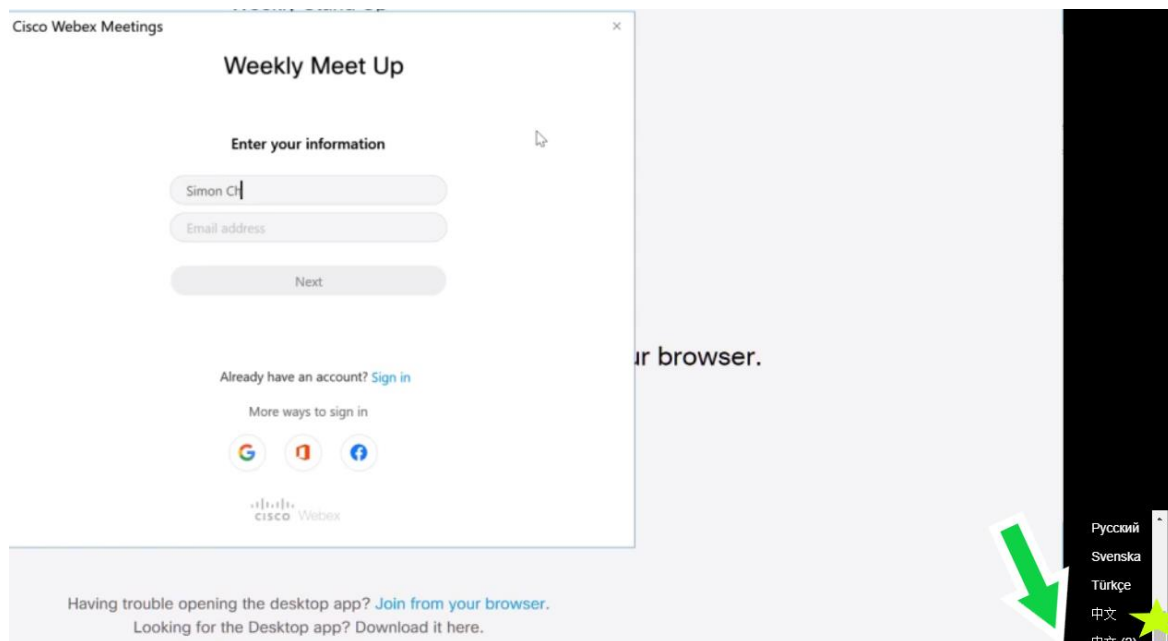 Cisco Webex Meetings
Weekly Meet Up
Enter your information
Simon Ch
Email address
Next
ur browser.
Already have an account? Sign in
More ways to sign in
cisco Webex
Having trouble opening the desktop app? Join from your browser.
Looking for the Desktop app? Download it here.
Русский
Svenska
Türkçe
中文